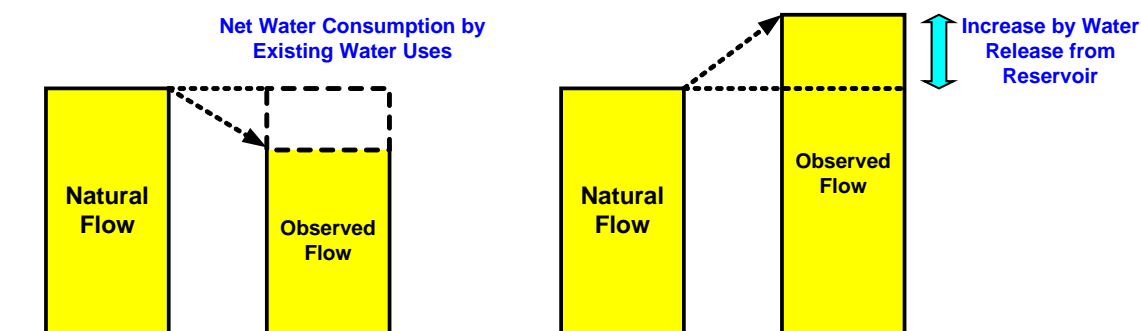 Net Water Consumption by
Existing Water Uses
Natural
Flow
Observed
Flow
Increase by Water
Release from
Reservoir
Natural
Flow
Observed
Flow